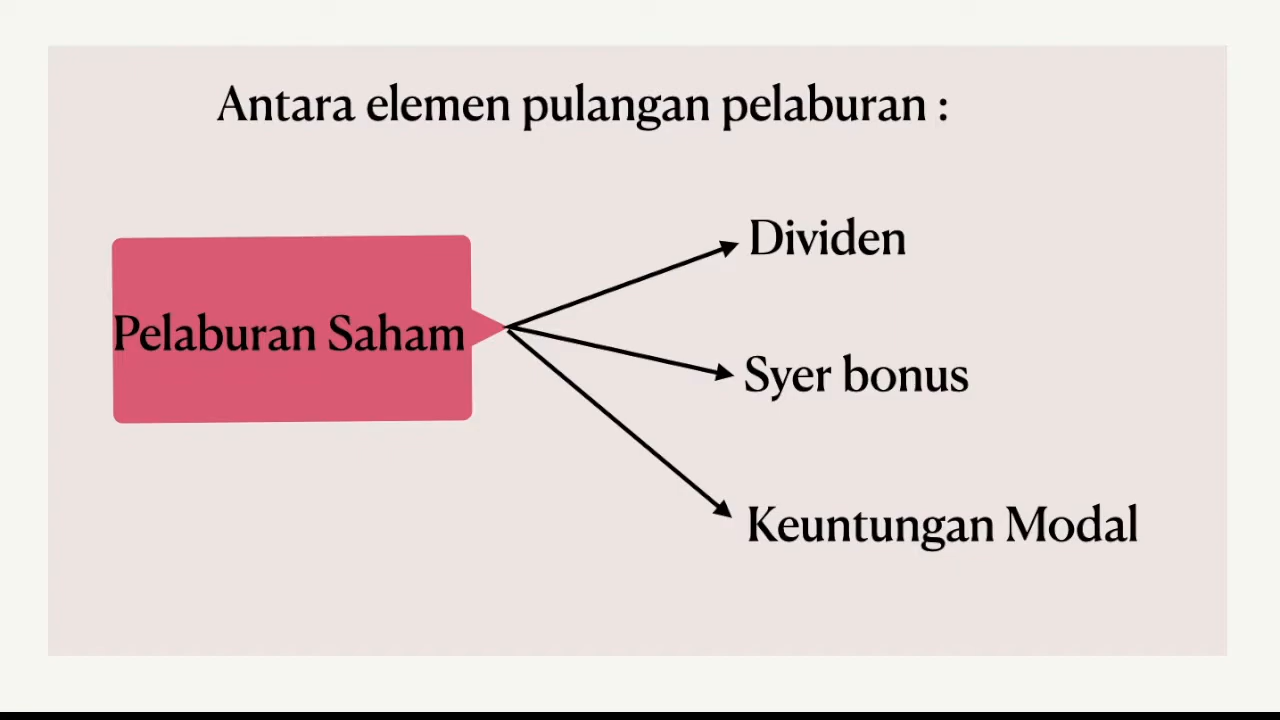 Antara elemen pulangan pelaburan :
Dividen
Pelaburan Saham
Syer bonus
Keuntungan Modal